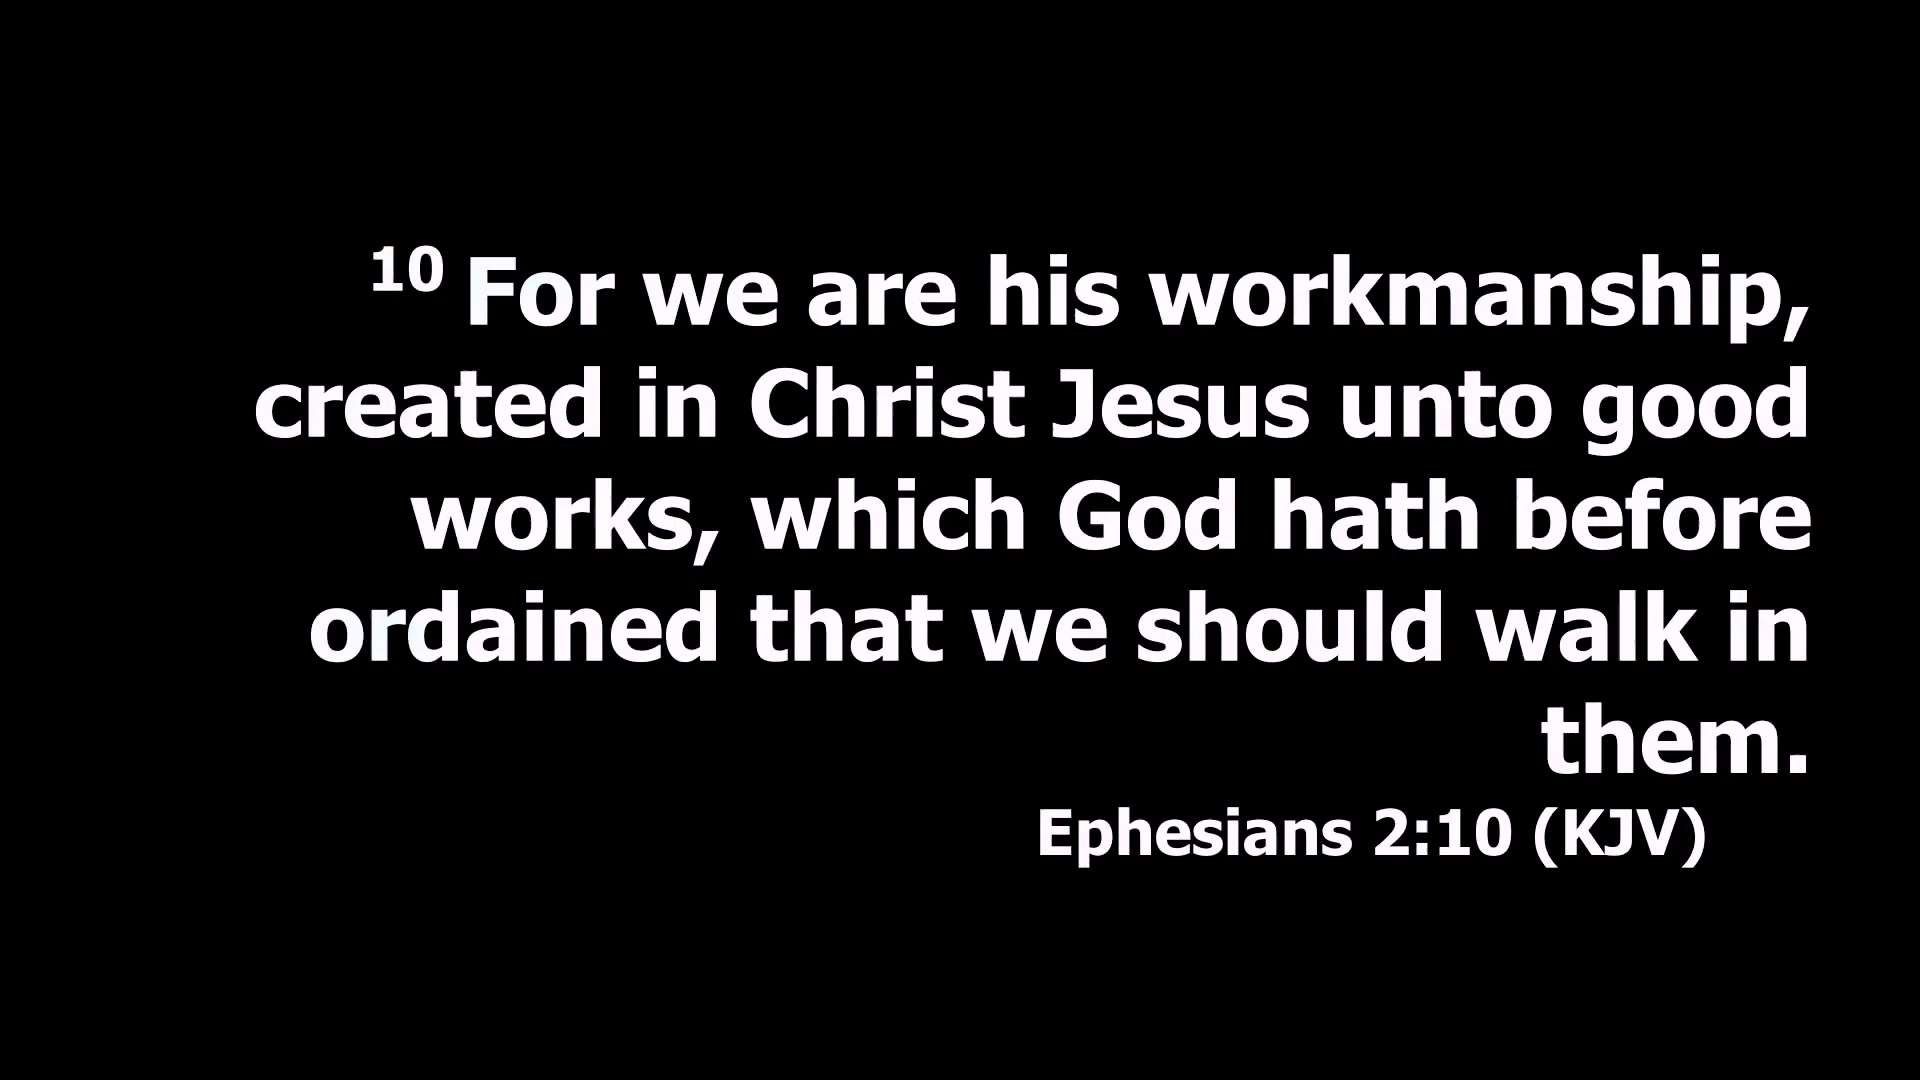 10 For we are his workmanship,
created in Christ Jesus unto good
works, which God hath before
ordained that we should walk in
them.
Ephesians 2:10 (KJV)